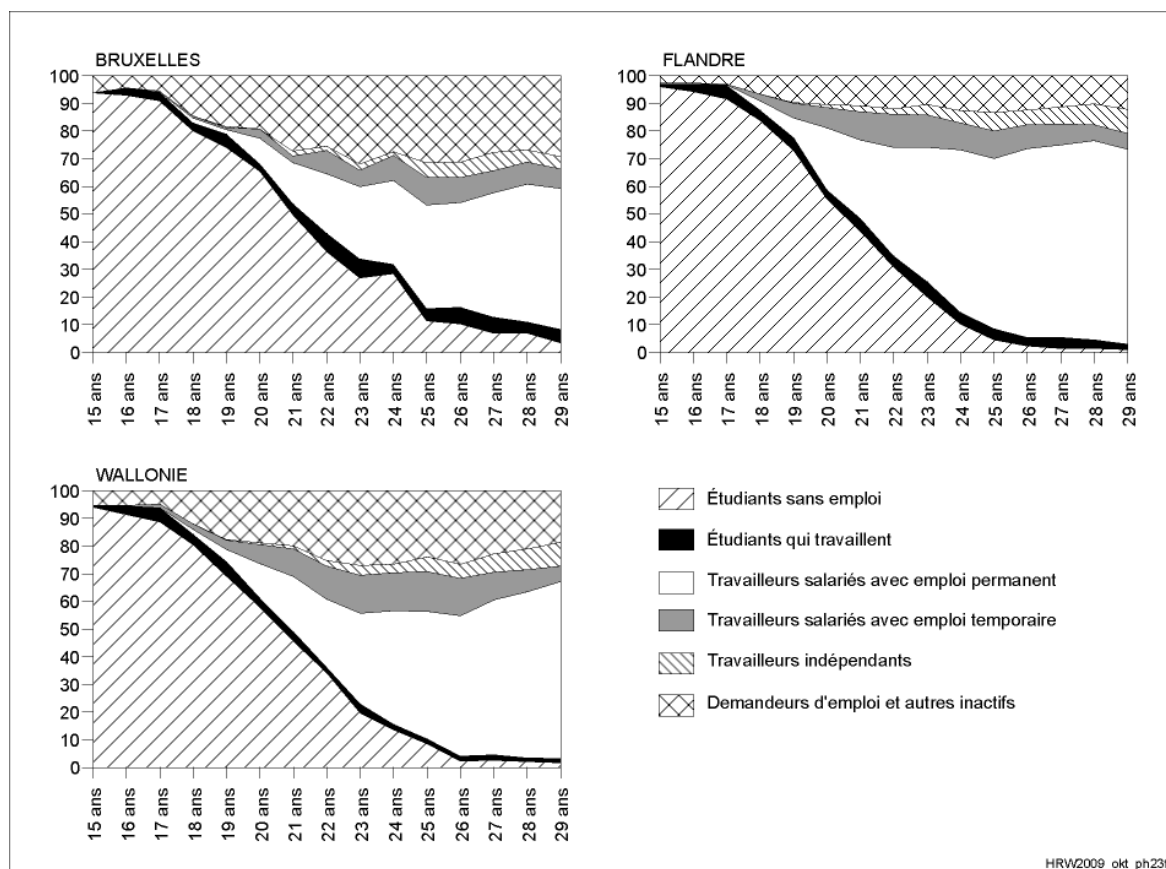 BRUXELLES
100
90
80
70
60
50
40
30
20
10
0
15 ans
16 ans
17 ans
18 ans
19 ans
20 ans
21 ans
22 ans
23 ans
24 ans
25 ans
26 ans
27 ans
28 ans
29 ans
FLANDRE
100
90
80
70
60
50
40
30
20
10
0
15 ans
16 ans
17 ans
18 ans
19 ans
20 ans
21 ans
22 ans
23 ans
24 ans
25 ans
26 ans
27 ans
28 ans
29 ans
WALLONIE
100
90
80
70
60
50
40
30
20
10
0
15 ans
16 ans
17 ans
18 ans
19 ans
20 ans
21 ans
22 ans
23 ans
24 ans
25 ans
26 ans
27 ans
28 ans
29 ans
Étudiants sans emploi
Étudiants qui travaillent
Travailleurs salariés avec emploi permanent
Travailleurs salariés avec emploi temporaire
Travailleurs indépendants
Demandeurs d'emploi et autres inactifs
HRW2009_okt